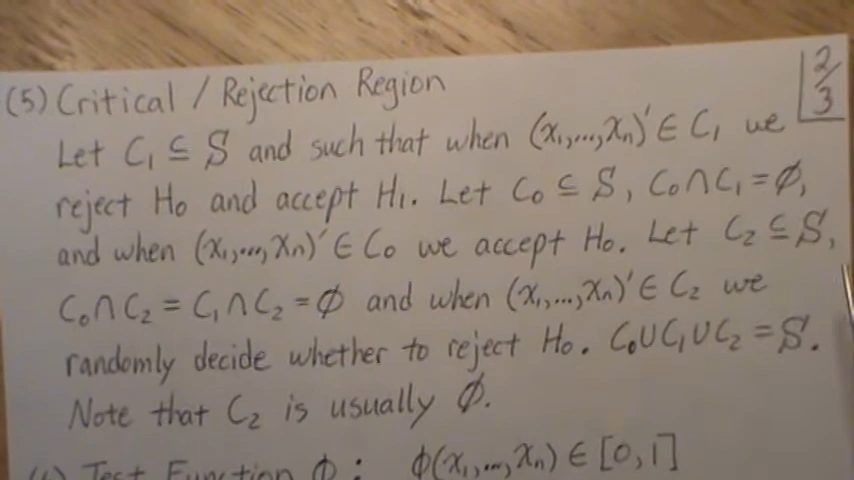 2/3
(5) Critical / Rejection Region
Let C₁ ⊆ S and such that when (x₁,...,xₙ)' ∈ C₁ we
reject H₀ and accept H₁. Let C₀ ⊆ S, C₀∩C₁ = ∅,
and when (x₁,...,xₙ)' ∈ C₀ we accept H₀. Let C₂ ⊆ S,
C₀∩C₂ = C₁∩C₂ = ∅ and when (x₁,...,xₙ)' ∈ C₂ we
randomly decide whether to reject H₀. C₀∪C₁∪C₂ = S.
Note that C₂ is usually ∅.
Test Function ϕ: ϕ(x₁,...,xₙ) ∈ [0,1]